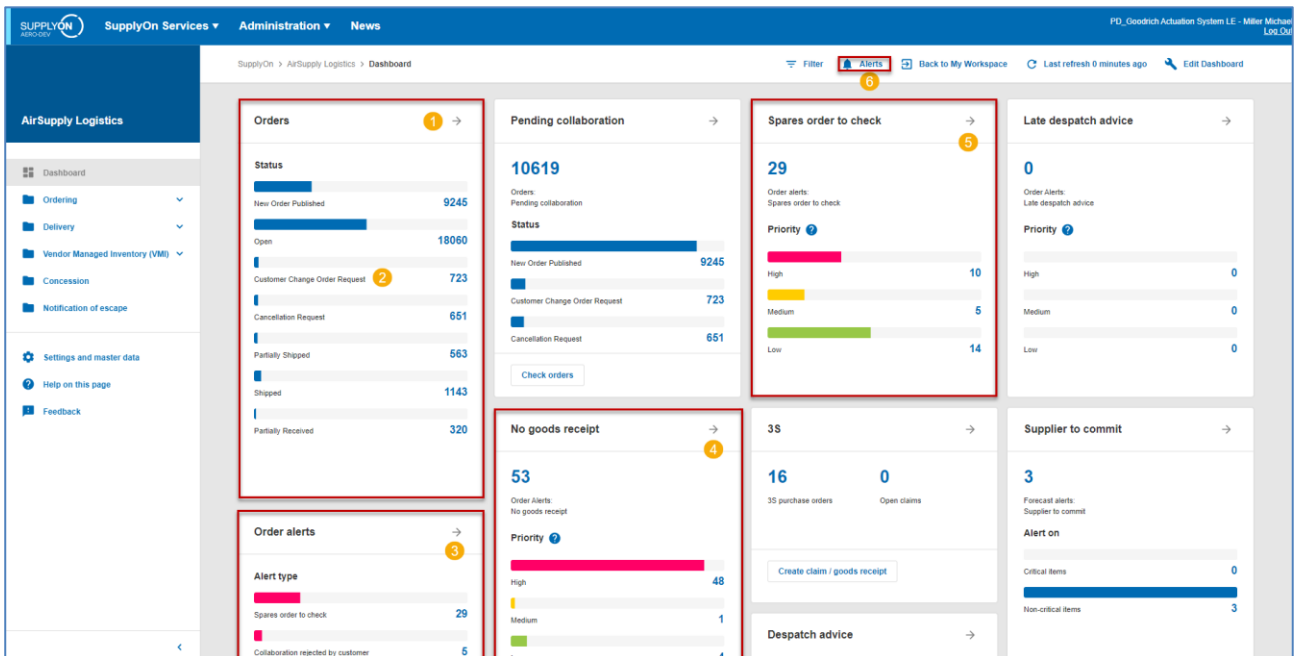 SUPPLYON
AERO-DEV
SupplyOn Services ▾ Administration ▾ News
PD_Goodrich Actuation System LE - Miller Michael
Log Out
SupplyOn > AirSupply Logistics > Dashboard
Filter Alerts Back to My Workspace Last refresh 0 minutes ago Edit Dashboard
6
AirSupply Logistics
Dashboard
Ordering
Delivery
Vendor Managed Inventory (VMI)
Concession
Notification of escape
Settings and master data
Help on this page
Feedback
Orders 1
Status
New Order Published 9245
Open 18060
Customer Change Order Request 2 723
Cancellation Request 651
Partially Shipped 563
Shipped 1143
Partially Received 320
Order alerts
3
Alert type
Spares order to check 29
Collaboration rejected by customer 5
Pending collaboration
10619
Orders:
Pending collaboration
Status
New Order Published 9245
Customer Change Order Request 723
Cancellation Request 651
Check orders
No goods receipt
4
53
Order Alerts:
No goods receipt
Priority ?
High 48
Medium 1
Spares order to check
5
29
Order alerts:
Spares order to check
Priority ?
High 10
Medium 5
Low 14
3S
16 0
3S purchase orders Open claims
Create claim / goods receipt
Despatch advice
Late despatch advice
0
Order Alerts:
Late despatch advice
Priority ?
High 0
Medium 0
Low 0
Supplier to commit
3
Forecast alerts:
Supplier to commit
Alert on
Critical items 0
Non-critical items 3